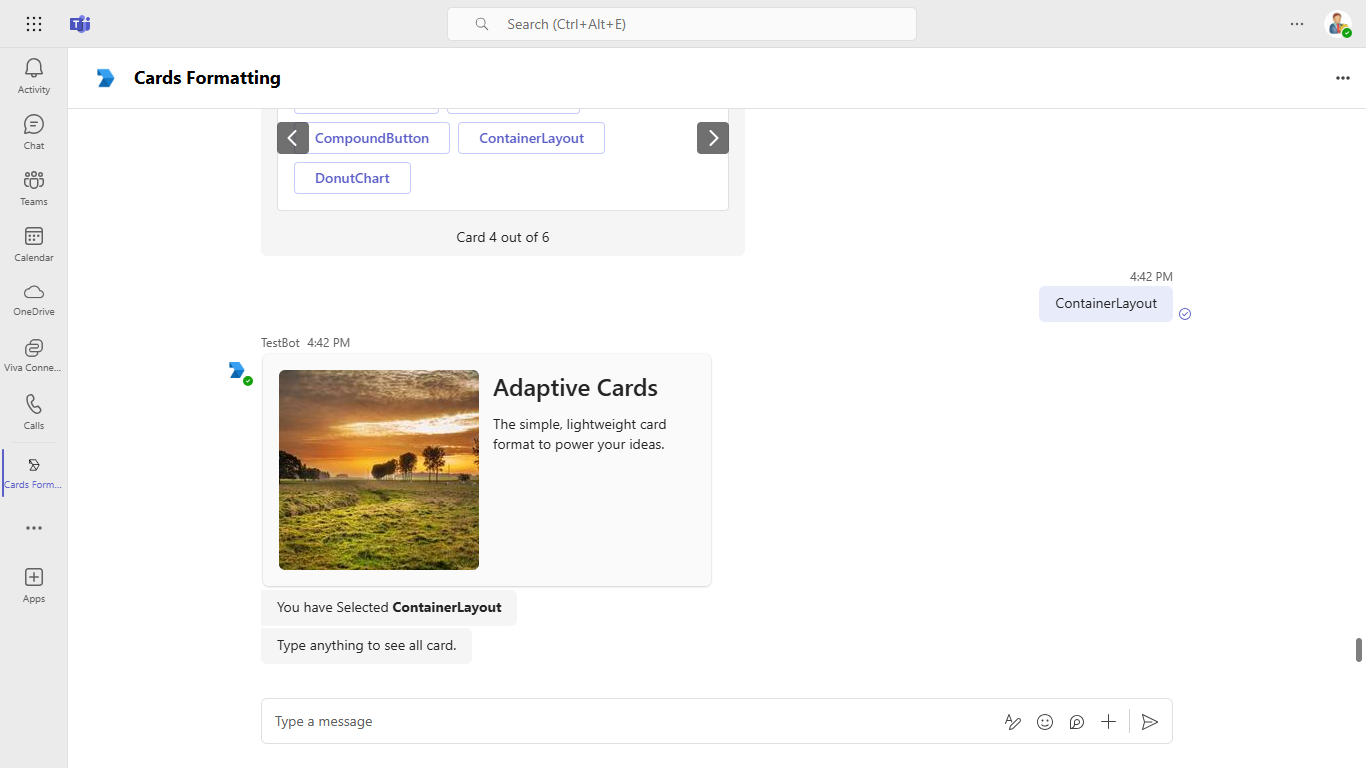 Search (Ctrl+Alt+E)
Activity
Chat
Teams
Calendar
OneDrive
Viva Conne...
Calls
Cards Form...
Apps
Cards Formatting
CompoundButton
ContainerLayout
DonutChart
Card 4 out of 6
4:42 PM
ContainerLayout
TestBot 4:42 PM
Adaptive Cards
The simple, lightweight card
format to power your ideas.
You have Selected ContainerLayout
Type anything to see all card.
Type a message